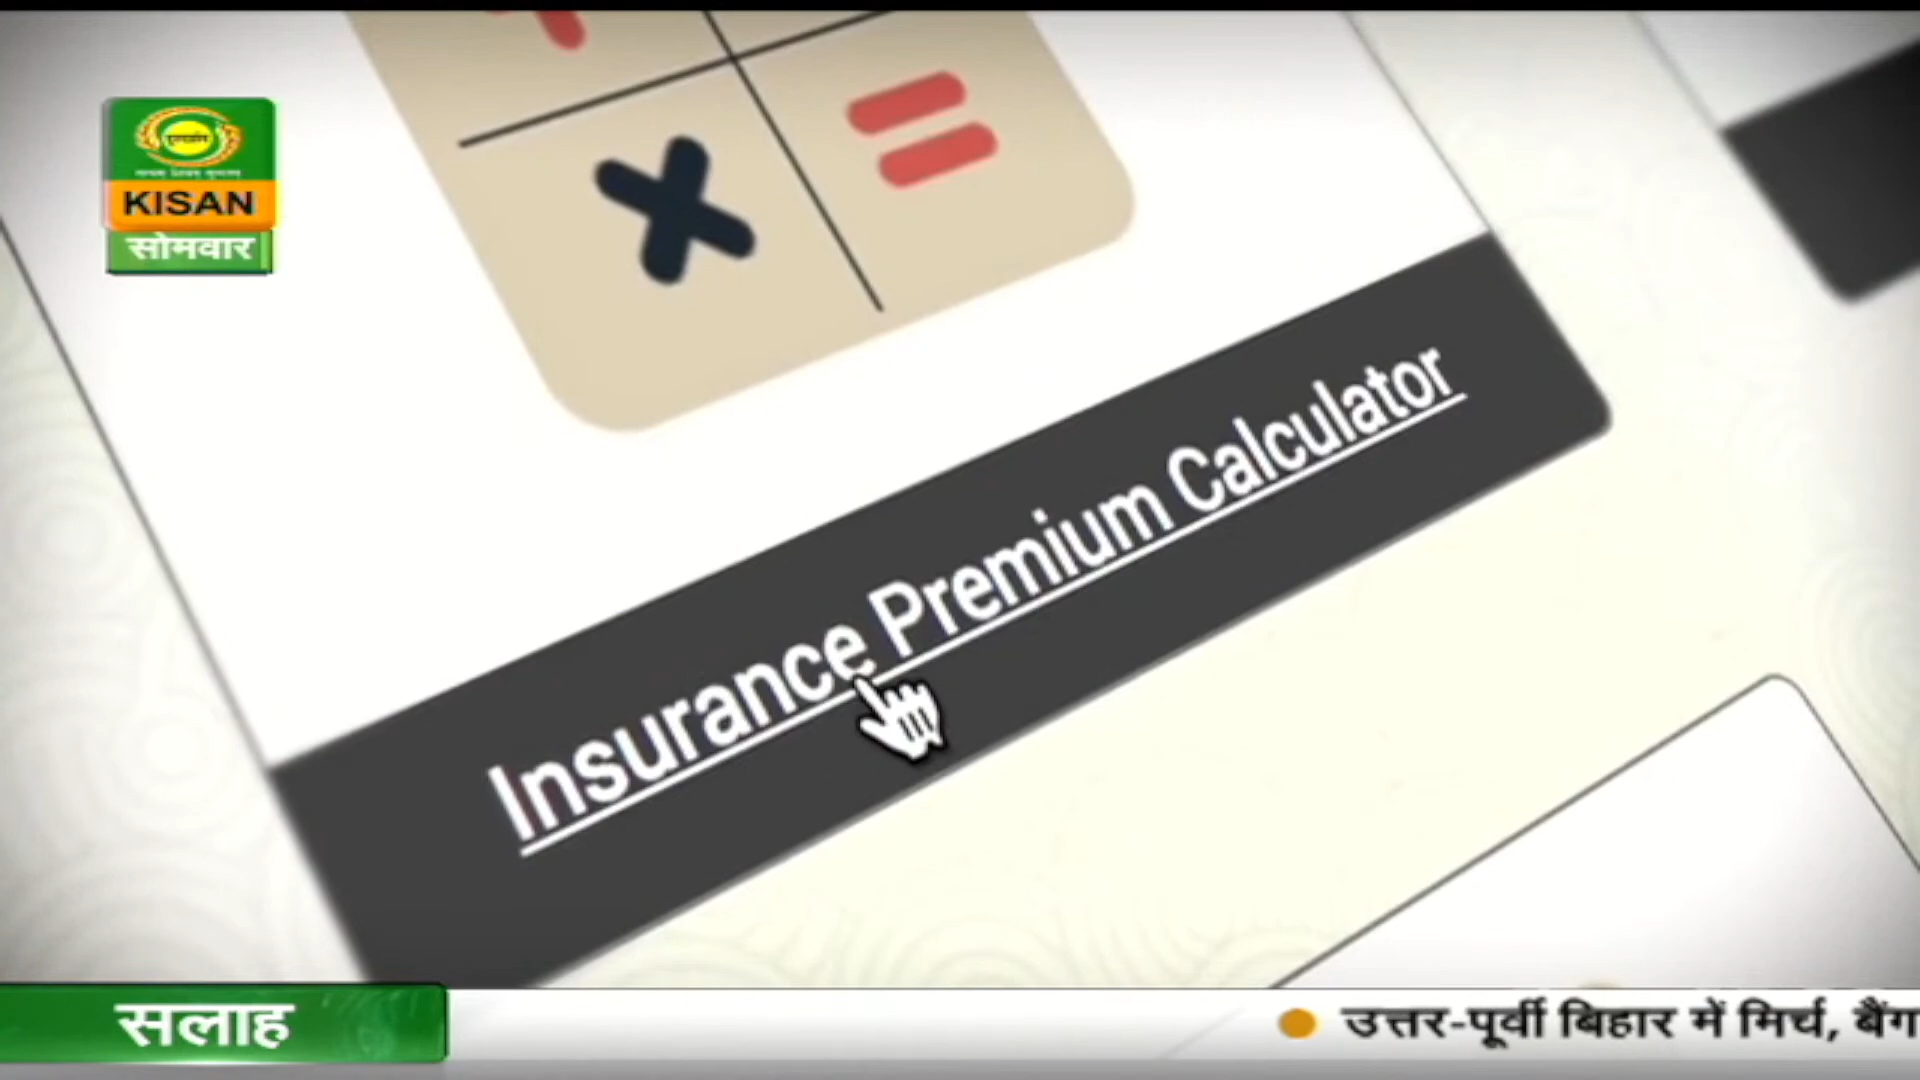 KISAN
सोमवार
Insurance Premium Calculator
सलाह
उत्तर-पूर्वी बिहार में मिर्च, बैंग